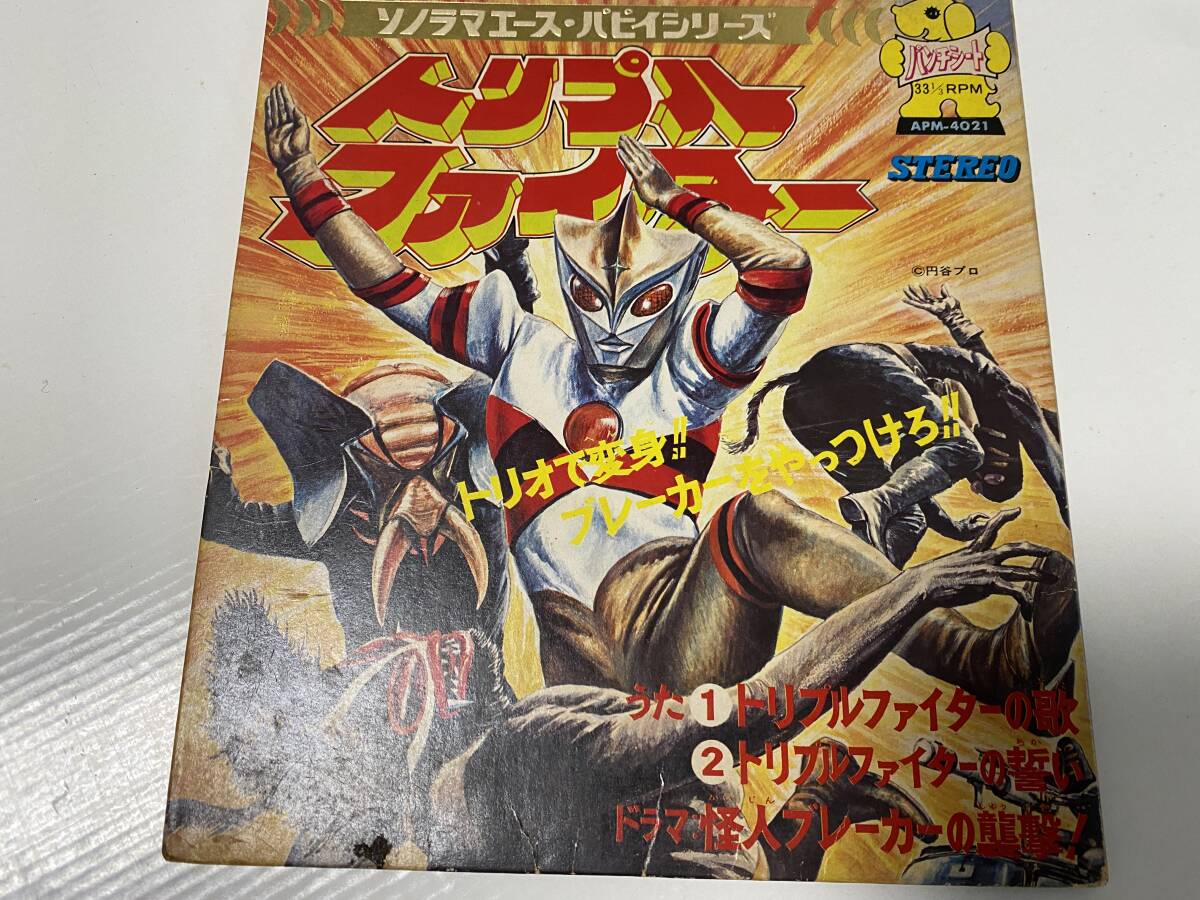 ソノラマエース・パピイシリーズ
パンチシート
33 1/3 RPM
APM-4021
STEREO
トリプル
ファイター
©円谷プロ
トリオで変身!!
ブレーカーをやっつけろ!!
うた ① トリプルファイターの歌
② トリプルファイターの誓い
ドラマ・怪人ブレーカーの襲撃!